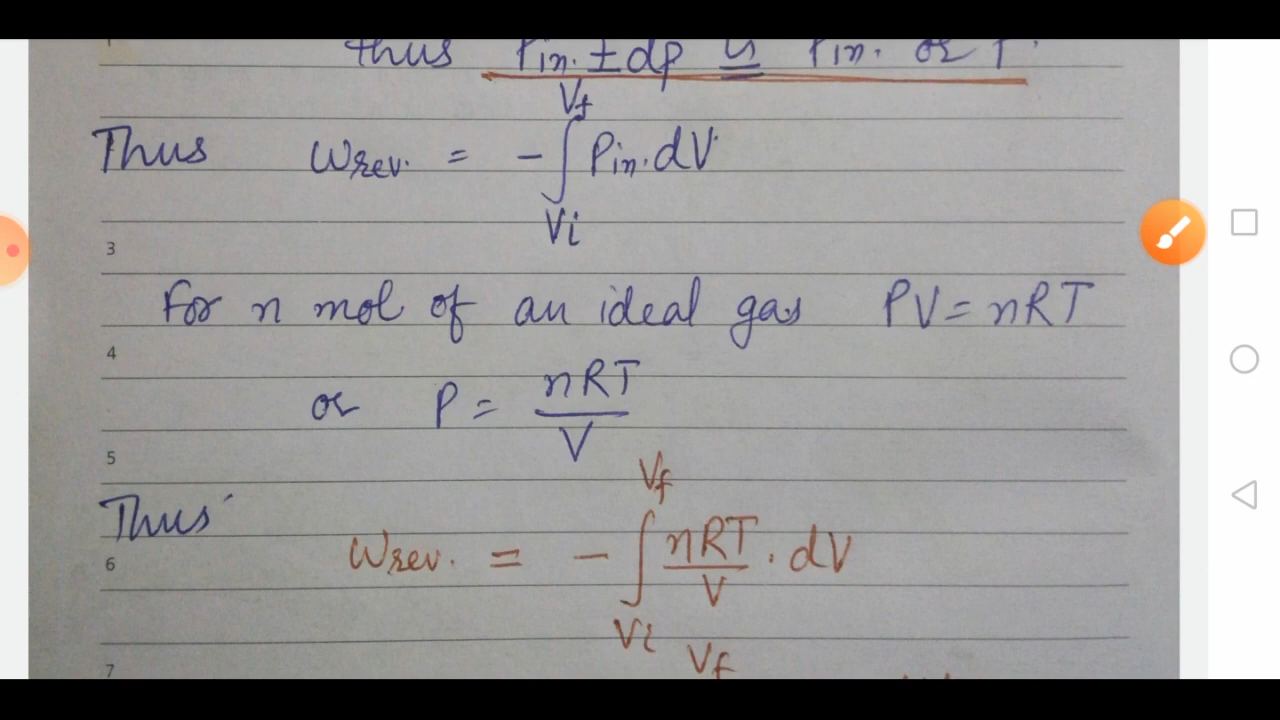 thus Pin. ± dp is Pin. or P.
Thus Wrev. = - ∫ Vi Vf Pin. dV
3
For n mol of an ideal gas PV = nRT
4
or P = nRT / V
5
Thus
6
Wrev. = - ∫ Vi Vf nRT / V . dV
Vf
7